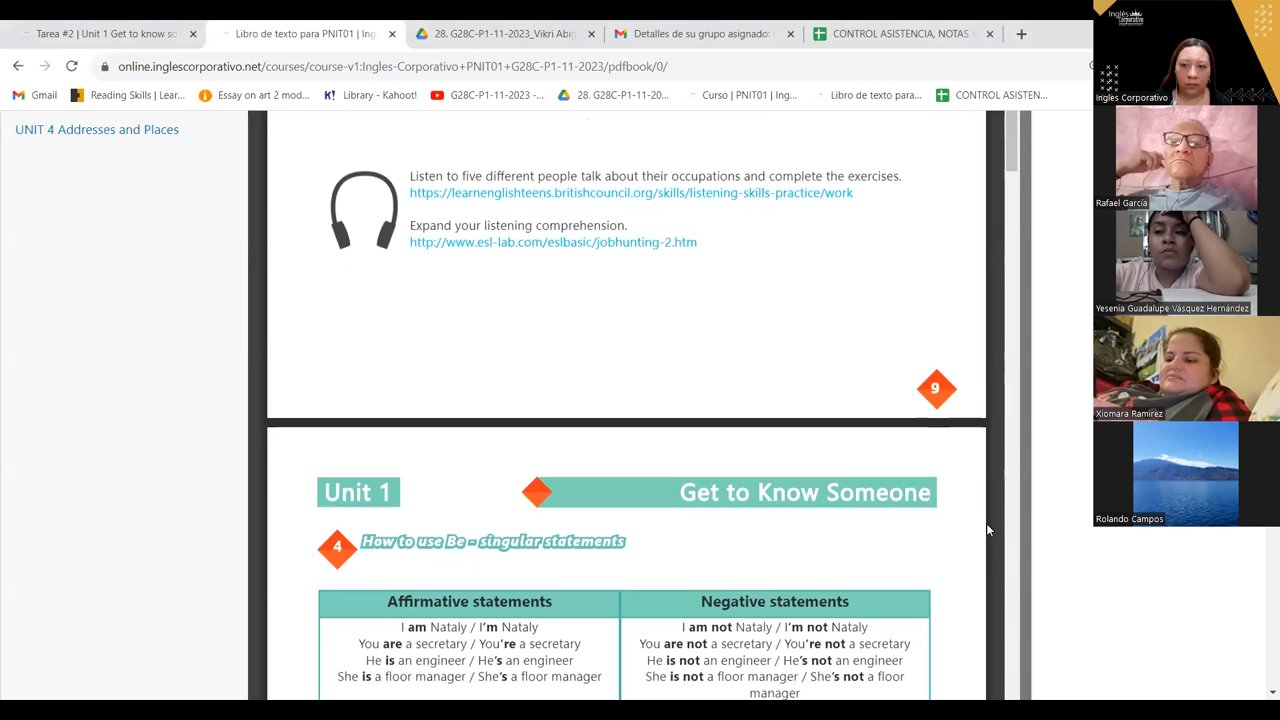 Tarea #2 | Unit 1 Get to know so
Libro de texto para PNIT01 | Ing
28. G28C-P1-11-2023_Vikri Abig
Detalles de su grupo asignado:
CONTROL ASISTENCIA, NOTAS Y
online.inglescorporativo.net/courses/course-v1:Ingles-Corporativo+PNIT01+G28C-P1-11-2023/pdfbook/0/
Gmail
Reading Skills | Lear...
Essay on art 2 mod...
Library - Kano...
G28C-P1-11-2023 -...
28. G28C-P1-11-20...
Curso | PNIT01 | Ing...
Libro de texto para...
CONTROL ASISTEN...
UNIT 4 Addresses and Places
Listen to five different people talk about their occupations and complete the exercises.
https://learnenglishteens.britishcouncil.org/skills/listening-skills-practice/work
Expand your listening comprehension.
http://www.esl-lab.com/eslbasic/jobhunting-2.htm
9
Unit 1
Get to Know Someone
4
How to use Be - singular statements
Affirmative statements
I am Nataly / I'm Nataly
You are a secretary / You're a secretary
He is an engineer / He's an engineer
She is a floor manager / She's a floor manager
Negative statements
I am not Nataly / I'm not Nataly
You are not a secretary / You're not a secretary
He is not an engineer / He's not an engineer
She is not a floor manager / She's not a floor
manager
Inglés
Corporativo
Ingles Corporativo
Rafael García
Yesenia Guadalupe Vásquez Hernández
Xiomara Ramirez
Rolando Campos